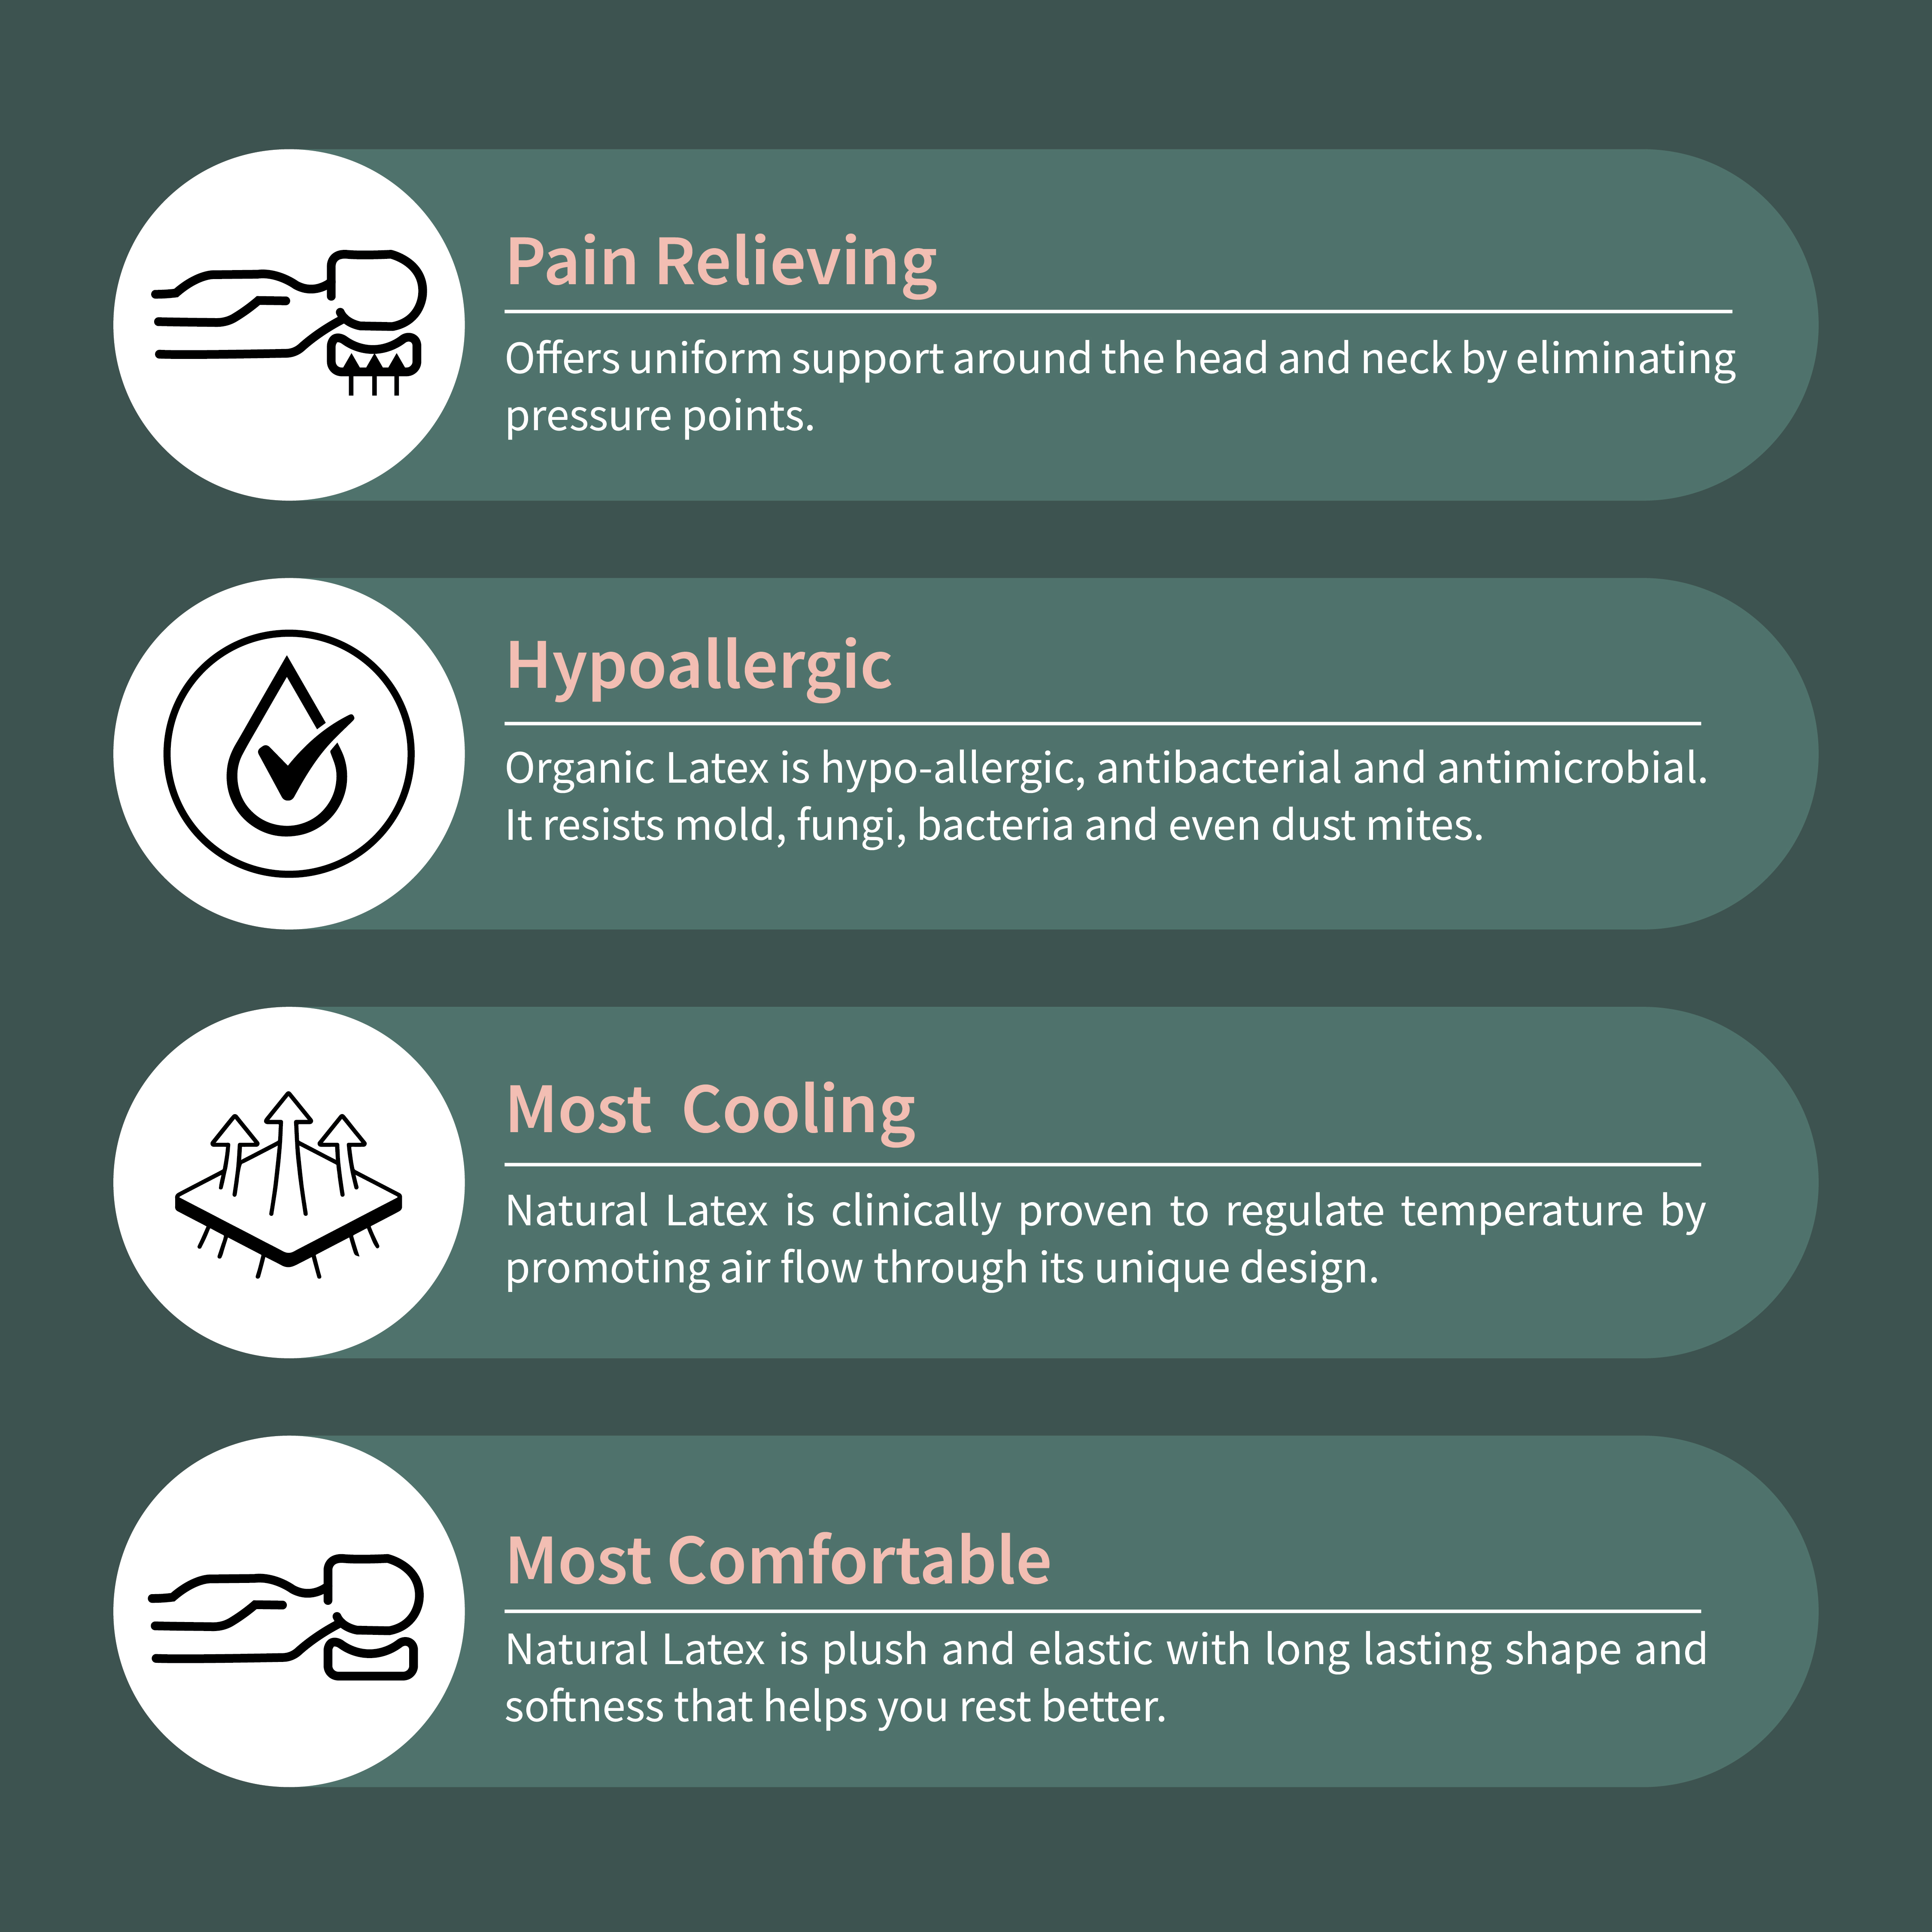 Pain Relieving
Offers uniform support around the head and neck by eliminating
pressure points.
Hypoallergic
Organic Latex is hypo-allergic, antibacterial and antimicrobial.
It resists mold, fungi, bacteria and even dust mites.
Most Cooling
Natural Latex is clinically proven to regulate temperature by
promoting air flow through its unique design.
Most Comfortable
Natural Latex is plush and elastic with long lasting shape and
softness that helps you rest better.